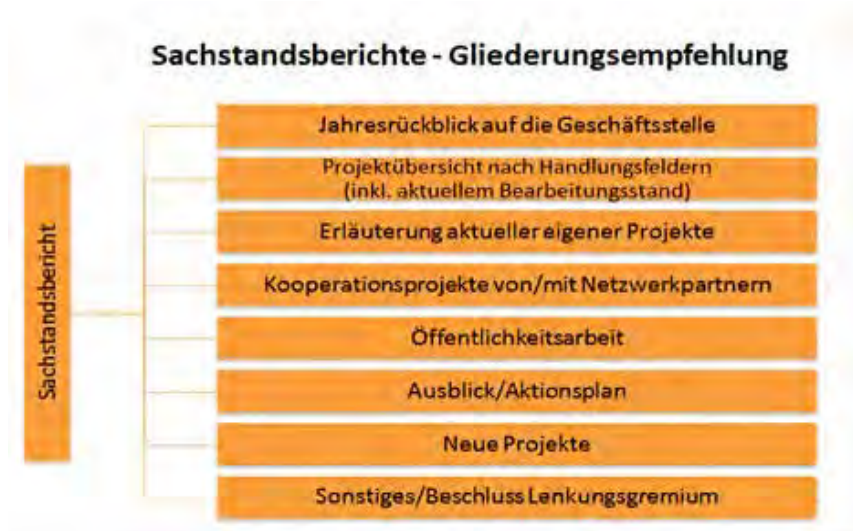 Sachstandsberichte - Gliederungsempfehlung
Sachstandsbericht
Jahresrückblick auf die Geschäftsstelle
Projektübersicht nach Handlungsfeldern
(inkl. aktuellem Bearbeitungsstand)
Erläuterung aktueller eigener Projekte
Kooperationsprojekte von/mit Netzwerkpartnern
Öffentlichkeitsarbeit
Ausblick/Aktionsplan
Neue Projekte
Sonstiges/Beschluss Lenkungsgremium